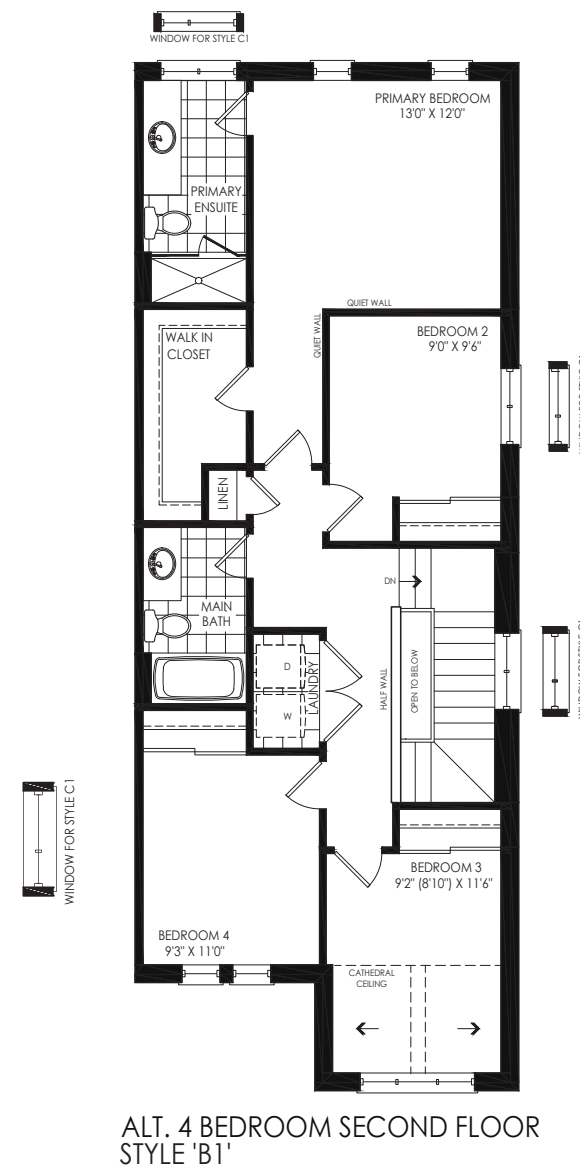 WINDOW FOR STYLE C1
PRIMARY BEDROOM
13'0" X 12'0"
PRIMARY
ENSUITE
QUIET WALL
QUIET WALL
WALK IN
CLOSET
BEDROOM 2
9'0" X 9'6"
LINEN
DN
MAIN
BATH
D
W
LAUNDRY
HALF WALL
OPEN TO BELOW
WINDOW FOR STYLE C1
BEDROOM 3
9'2" (8'10") X 11'6"
BEDROOM 4
9'3" X 11'0"
CATHEDRAL
CEILING
ALT. 4 BEDROOM SECOND FLOOR
STYLE 'B1'